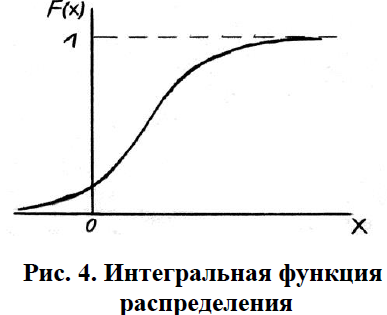 F(x)
1
0
X
Рис. 4. Интегральная функция
распределения